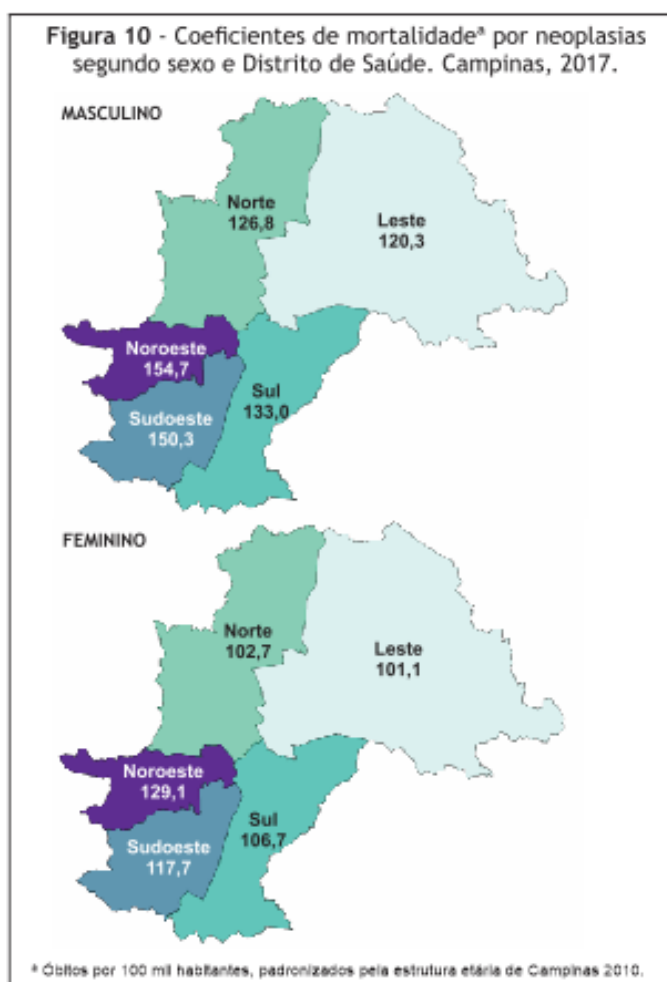 Figura 10 - Coeficientes de mortalidadeª por neoplasias
segundo sexo e Distrito de Saúde. Campinas, 2017.
MASCULINO
Norte
126,8
Leste
120,3
Noroeste
154,7
Sul
133,0
Sudoeste
150,3
FEMININO
Norte
102,7
Leste
101,1
Noroeste
129,1
Sul
106,7
Sudoeste
117,7
ª Óbitos por 100 mil habitantes, padronizados pela estrutura etária de Campinas 2010.